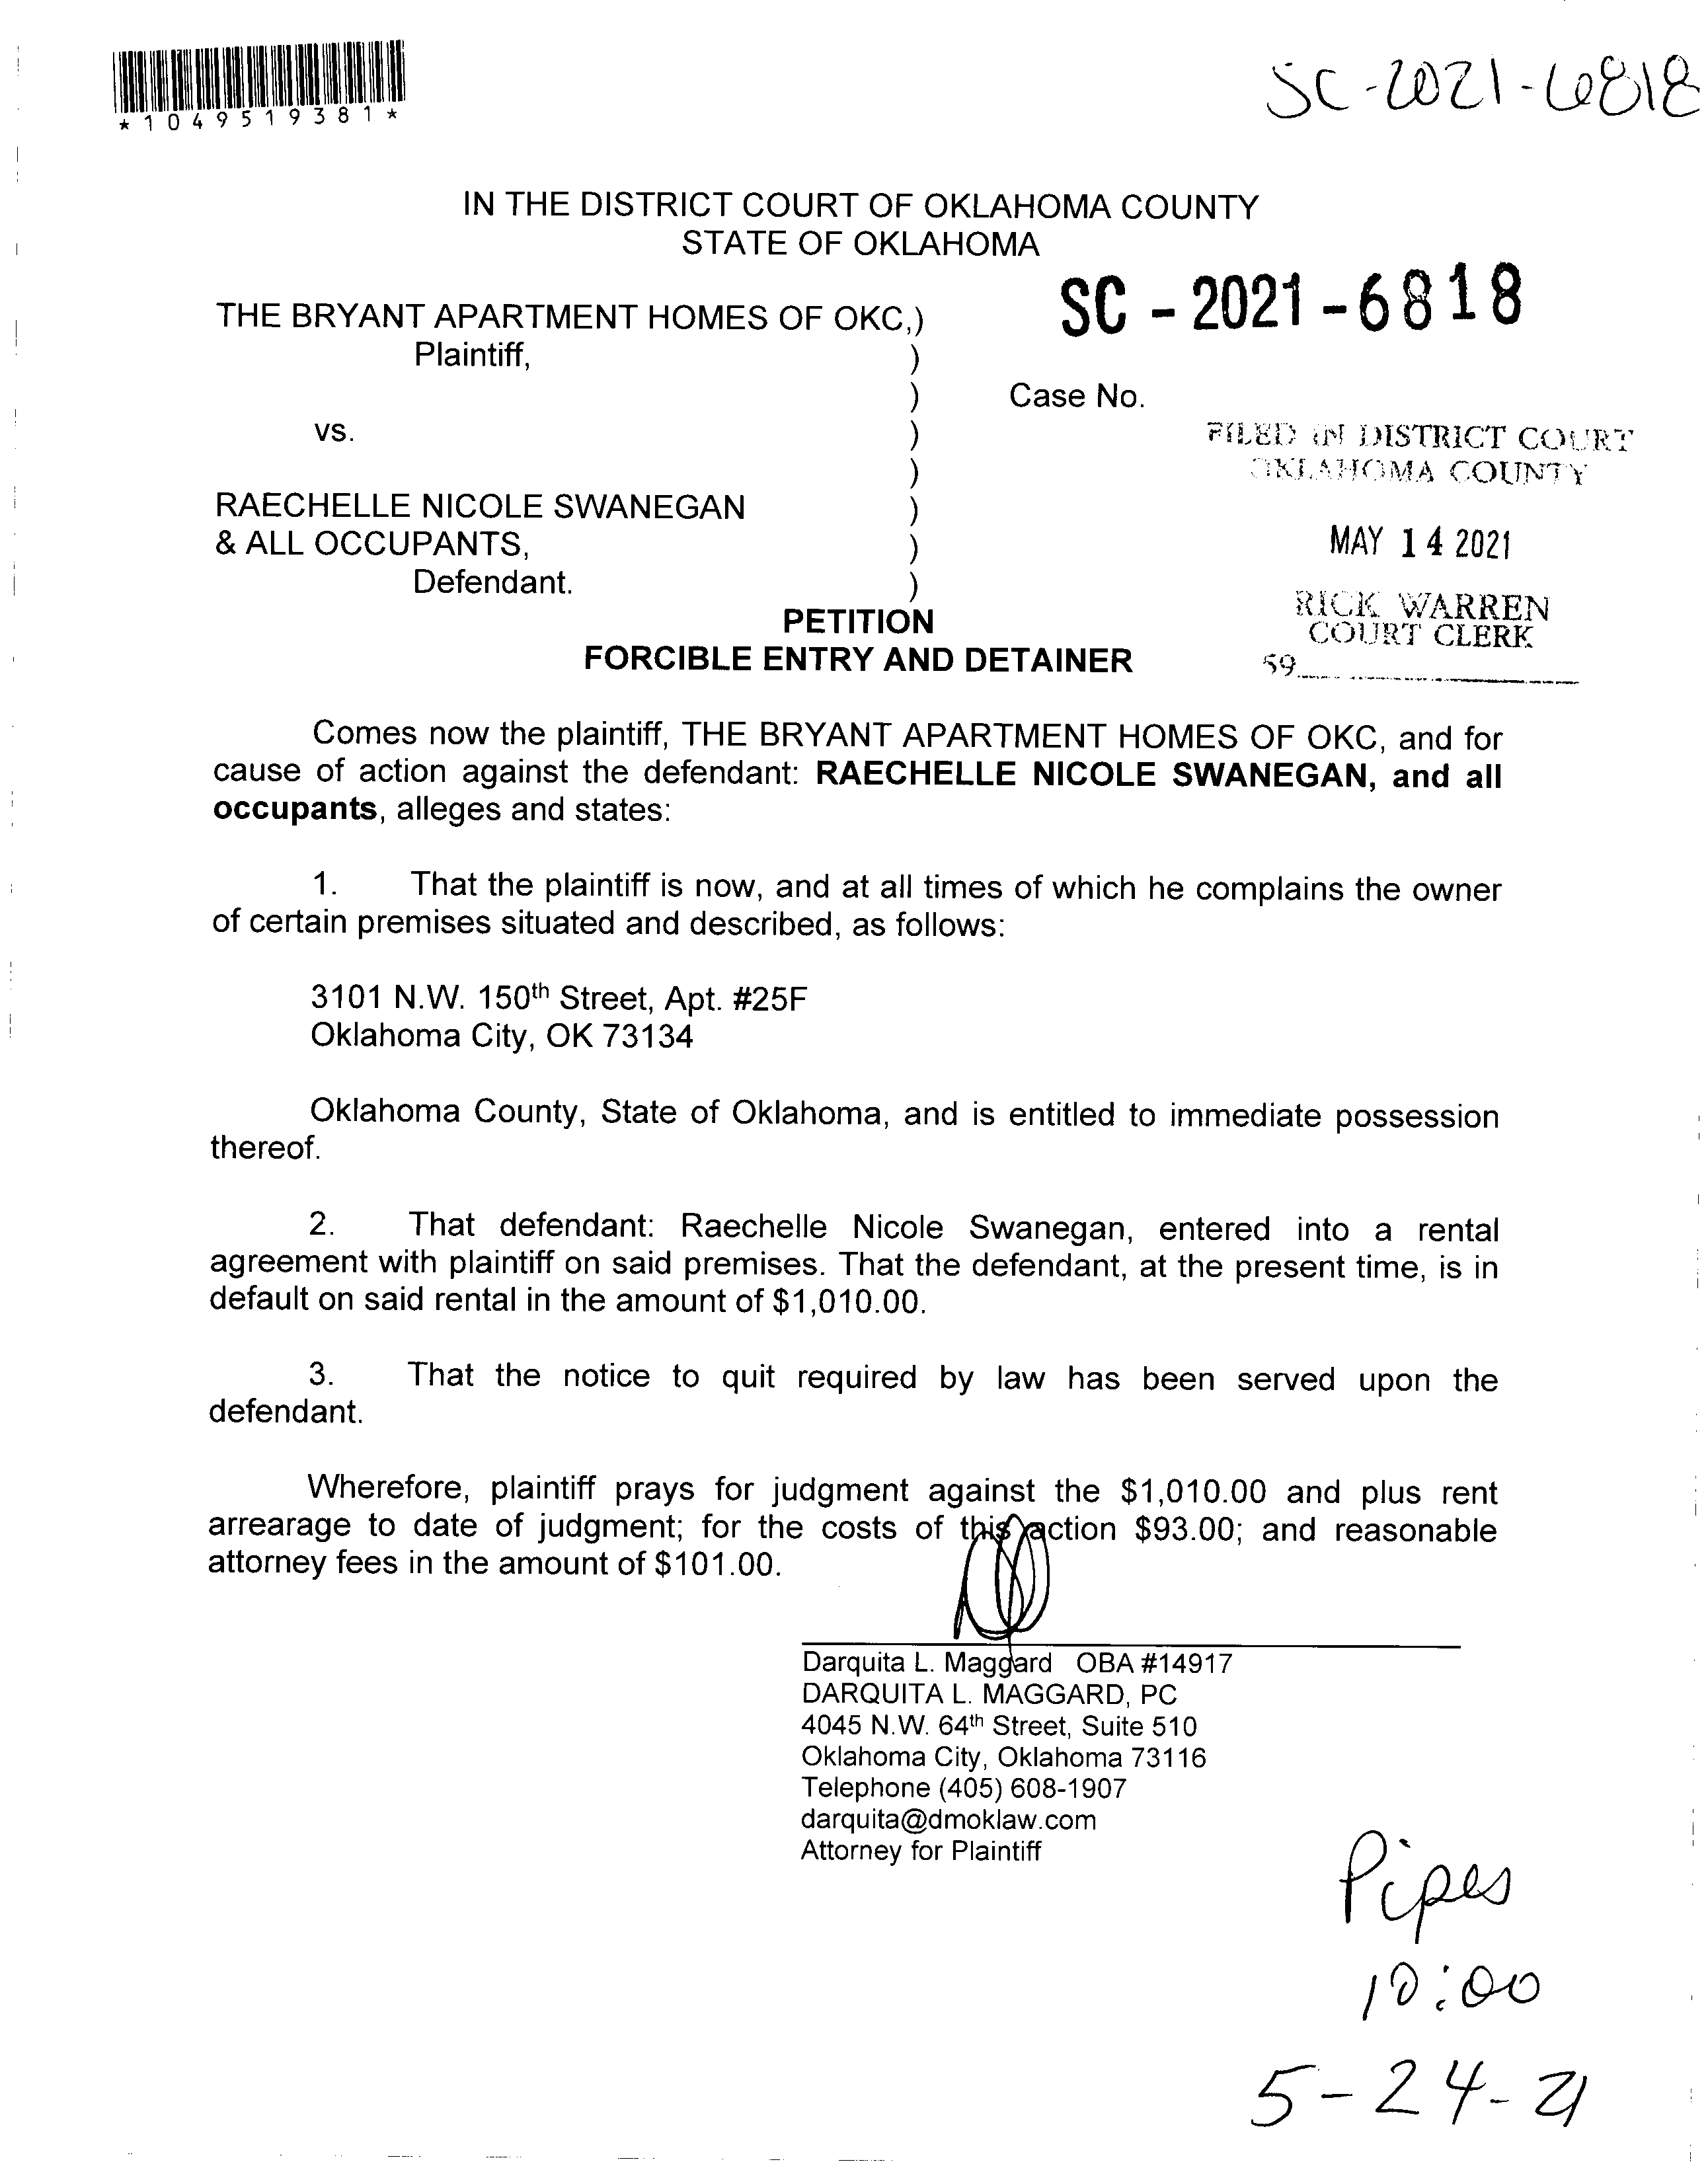 *1049519381*
SC-2021-6818
IN THE DISTRICT COURT OF OKLAHOMA COUNTY
STATE OF OKLAHOMA
SC - 2021 - 6818
THE BRYANT APARTMENT HOMES OF OKC,)
Plaintiff, )
) Case No.
vs. )
)
FILED IN DISTRICT COURT
OKLAHOMA COUNTY
RAECHELLE NICOLE SWANEGAN )
& ALL OCCUPANTS, )
MAY 14 2021
Defendant. )
RICK WARREN
COURT CLERK
59
PETITION
FORCIBLE ENTRY AND DETAINER
Comes now the plaintiff, THE BRYANT APARTMENT HOMES OF OKC, and for
cause of action against the defendant: RAECHELLE NICOLE SWANEGAN, and all
occupants, alleges and states:
1. That the plaintiff is now, and at all times of which he complains the owner
of certain premises situated and described, as follows:
3101 N.W. 150th Street, Apt. #25F
Oklahoma City, OK 73134
Oklahoma County, State of Oklahoma, and is entitled to immediate possession
thereof.
2. That defendant: Raechelle Nicole Swanegan, entered into a rental
agreement with plaintiff on said premises. That the defendant, at the present time, is in
default on said rental in the amount of $1,010.00.
3. That the notice to quit required by law has been served upon the
defendant.
Wherefore, plaintiff prays for judgment against the $1,010.00 and plus rent
arrearage to date of judgment; for the costs of this action $93.00; and reasonable
attorney fees in the amount of $101.00.
Darquita L. Maggard OBA #14917
DARQUITA L. MAGGARD, PC
4045 N.W. 64th Street, Suite 510
Oklahoma City, Oklahoma 73116
Telephone (405) 608-1907
darquita@dmoklaw.com
Attorney for Plaintiff
Pipes
10:00
5-24-21